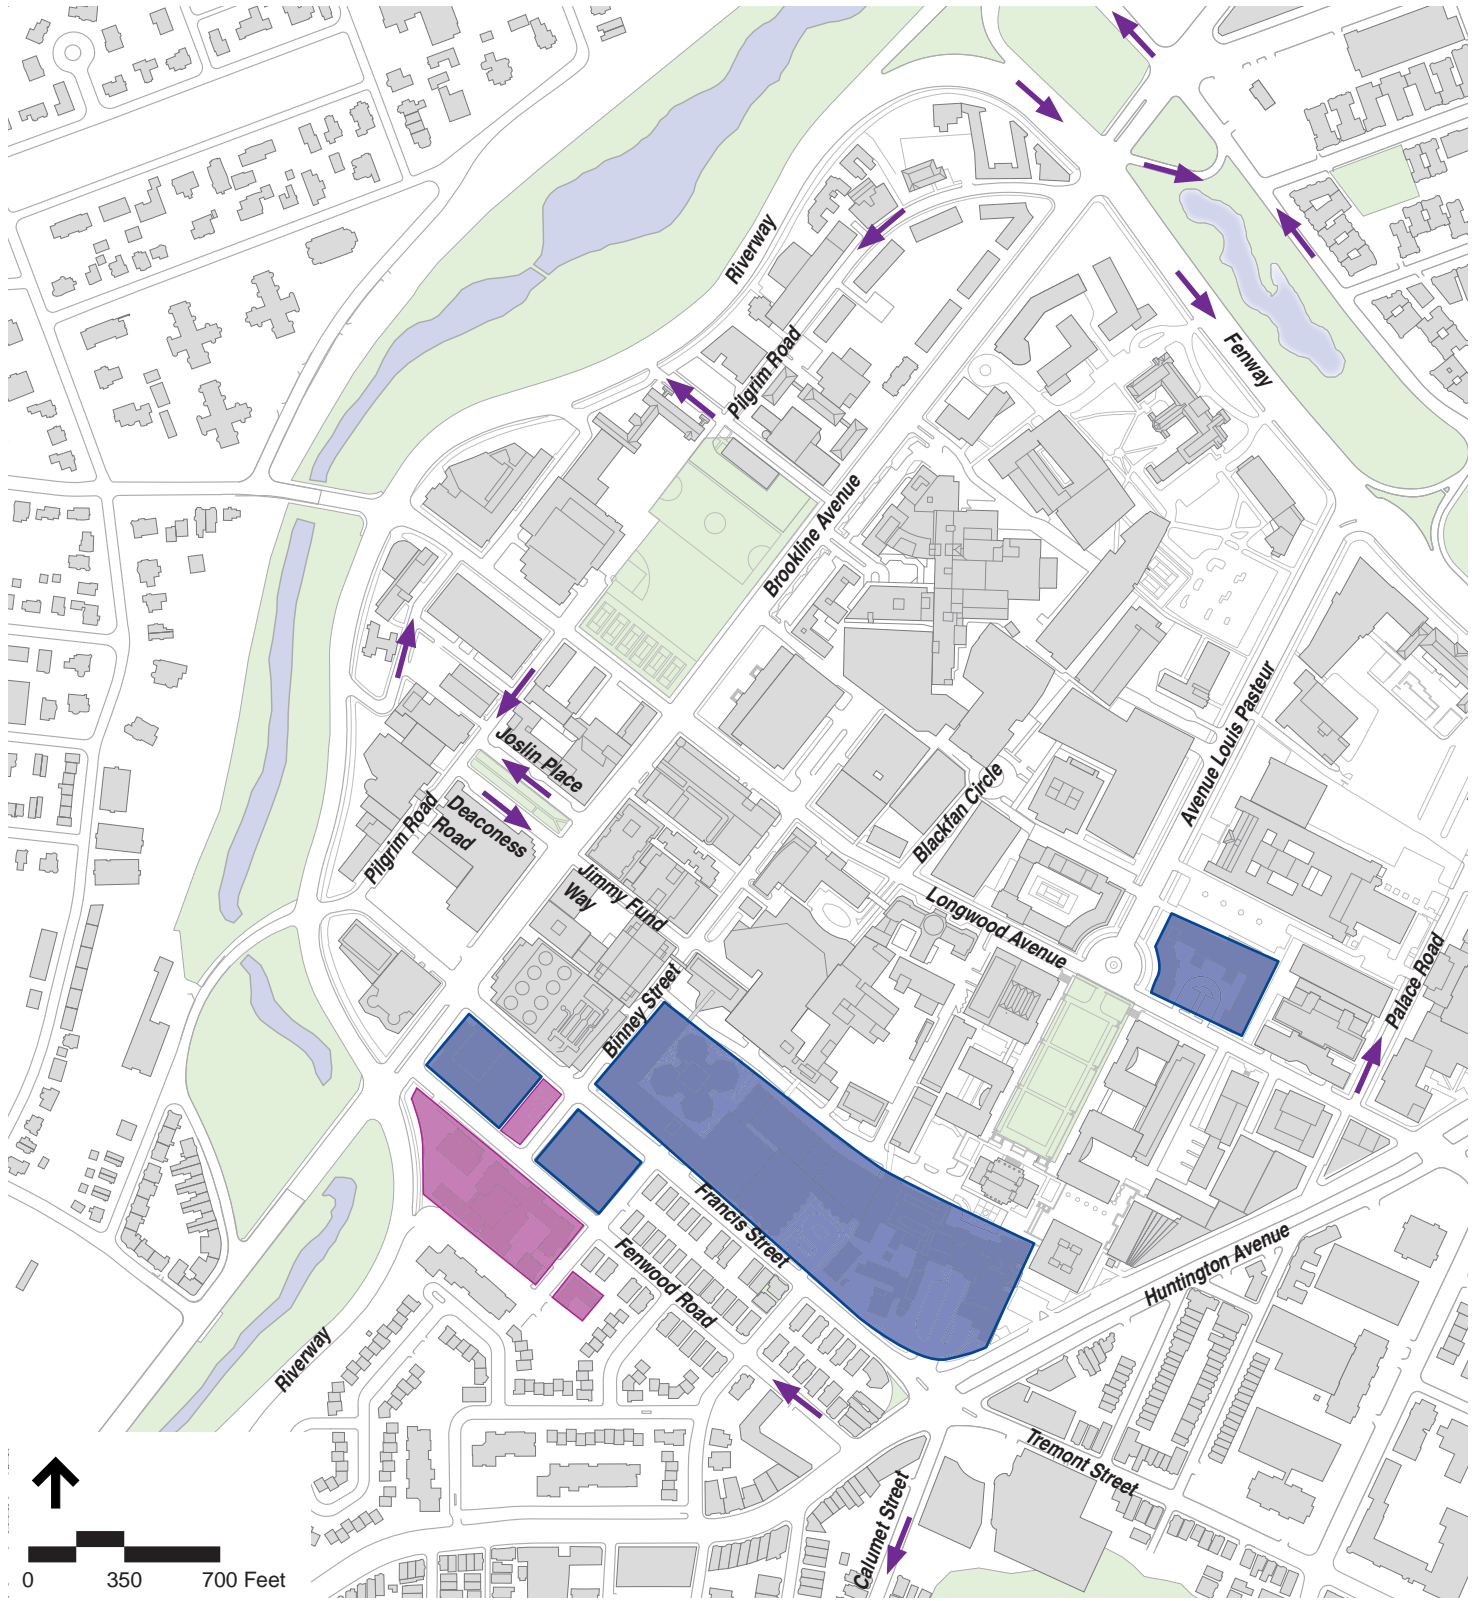 Riverway
Fenway
Pilgrim Road
Brookline Avenue
Avenue Louis Pasteur
Joslin Place
Deaconess
Road
Pilgrim Road
Blackfan Circle
Jimmy Fund
Way
Longwood Avenue
Palace Road
Binney Street
Francis Street
Fenwood Road
Huntington Avenue
Riverway
Tremont Street
Calumet Street
0 350 700 Feet